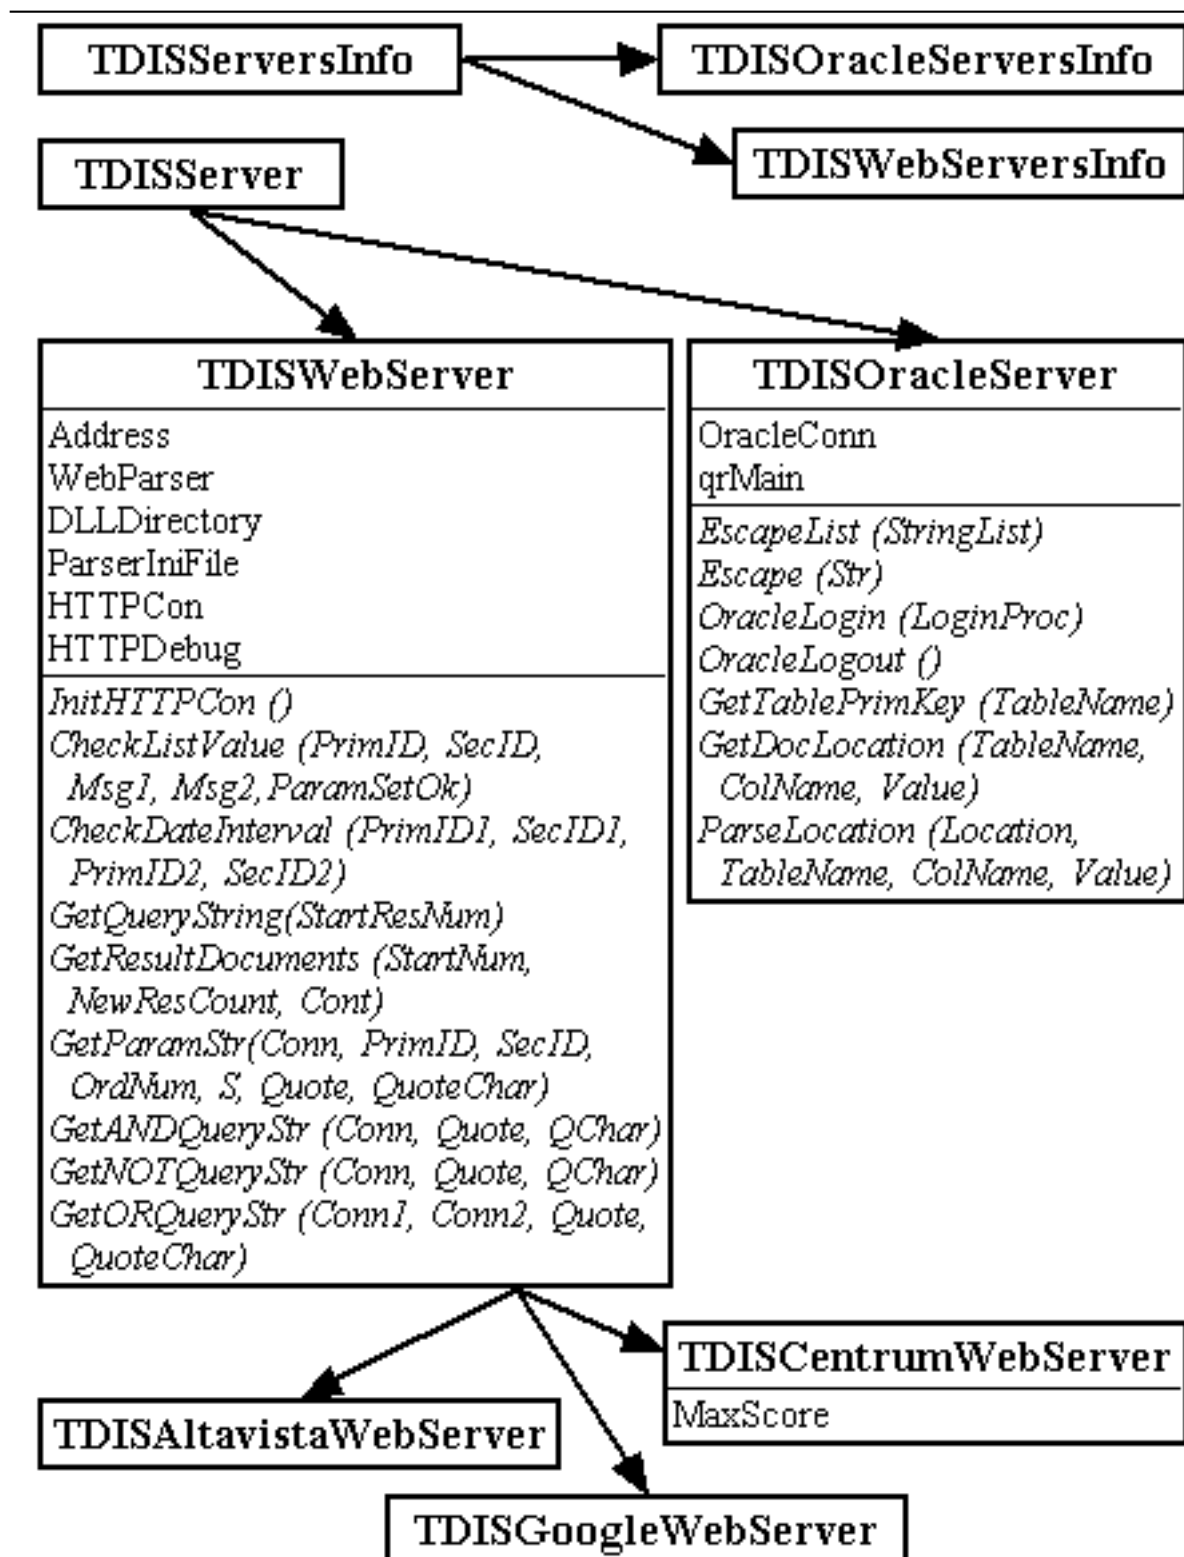 TDISServersInfo
TDISOracleServersInfo
TDISWebServersInfo
TDISServer
TDISWebServer
Address
WebParser
DLLDirectory
ParserIniFile
HTTPCon
HTTPDebug
InitHTTPCon ()
CheckListValue (PrimID, SecID,
Msg1, Msg2,ParamSetOk)
CheckDateInterval (PrimID1, SecID1,
PrimID2, SecID2)
GetQueryString(StartResNum)
GetResultDocuments (StartNum,
NewResCount, Cont)
GetParamStr(Conn, PrimID, SecID,
OrdNum, S, Quote, QuoteChar)
GetANDQueryStr (Conn, Quote, QChar)
GetNOTQueryStr (Conn, Quote, QChar)
GetORQueryStr (Conn1, Conn2, Quote,
QuoteChar)
TDISOracleServer
OracleConn
qrMain
EscapeList (StringList)
Escape (Str)
OracleLogin (LoginProc)
OracleLogout ()
GetTablePrimKey (TableName)
GetDocLocation (TableName,
ColName, Value)
ParseLocation (Location,
TableName, ColName, Value)
TDISCentrumWebServer
MaxScore
TDISAltavistaWebServer
TDISGoogleWebServer